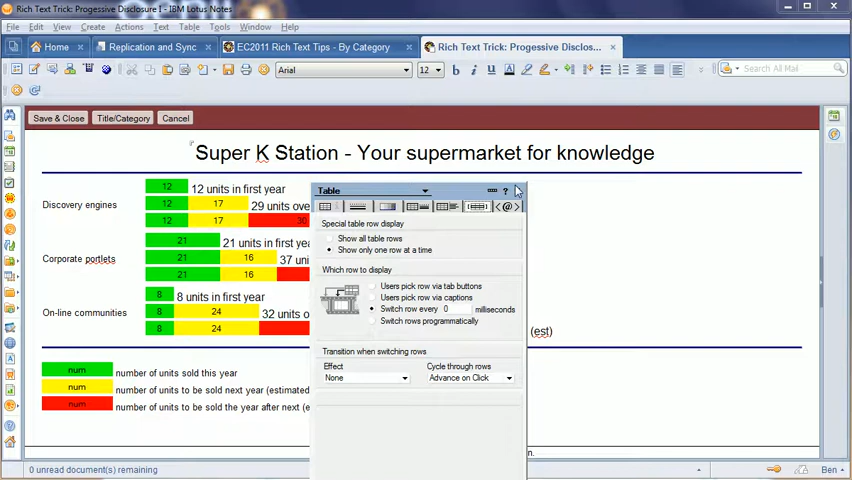 Rich Text Trick: Progessive Disclosure I - IBM Lotus Notes
File Edit View Create Actions Text Table Tools Window Help
Home Replication and Sync EC2011 Rich Text Tips - By Category Rich Text Trick: Progessive Disclos...
Arial 12 Search All Mail
Save & Close Title/Category Cancel
Super K Station - Your supermarket for knowledge
Discovery engines
12 12 units in first year
12 17 29 units ove
12 17 30
Corporate portlets
21 21 units in first yea
21 16 37 uni
21 16
On-line communities
8 8 units in first year
8 24 32 units o
8 24 (est)
num number of units sold this year
num number of units to be sold next year (estimated
num number of units to be sold the year after next (e
Table
Special table row display
Show all table rows
Show only one row at a time
Which row to display
Users pick row via tab buttons
Users pick row via captions
Switch row every 0 milliseconds
Switch rows programmatically
Transition when switching rows
Effect Cycle through rows
None Advance on Click
n.
0 unread document(s) remaining Ben